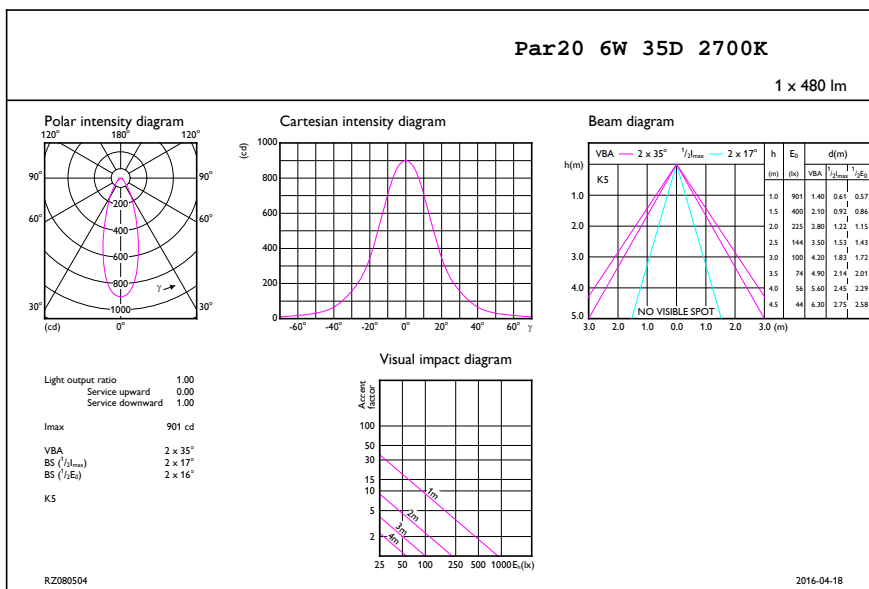 Par20 6W 35D 2700K
1 x 480 lm
Polar intensity diagram
120° 180° 120°
90° 90°
60° 60°
30° 30°
200
400
600
800
1000
γ
(cd) 0°
Cartesian intensity diagram
(cd)
1000
800
600
400
200
0
-60° -40° -20° 0° 20° 40° 60° γ
Beam diagram
VBA 2 x 35° 1/2Imax 2 x 17°
h(m)
K5
1.0
2.0
3.0
4.0
5.0
NO VISIBLE SPOT
3.0 2.0 1.0 0.0 1.0 2.0 3.0 (m)
h E0 d(m)
(m) (lx) VBA 1/2Imax 1/2E0
1.0 901 1.40 0.61 0.57
1.5 400 2.10 0.92 0.86
2.0 225 2.80 1.22 1.15
2.5 144 3.50 1.53 1.43
3.0 100 4.20 1.83 1.72
3.5 74 4.90 2.14 2.01
4.0 56 5.60 2.45 2.29
4.5 44 6.30 2.75 2.58
Light output ratio 1.00
Service upward 0.00
Service downward 1.00
Imax 901 cd
VBA 2 x 35°
BS (1/2Imax) 2 x 17°
BS (1/2E0) 2 x 16°
K5
Visual impact diagram
Accent
factor
100
50
30
15
10
5
2
1m
2m
3m
4m
25 50 100 250 500 1000 Eh(lx)
RZ080504
2016-04-18